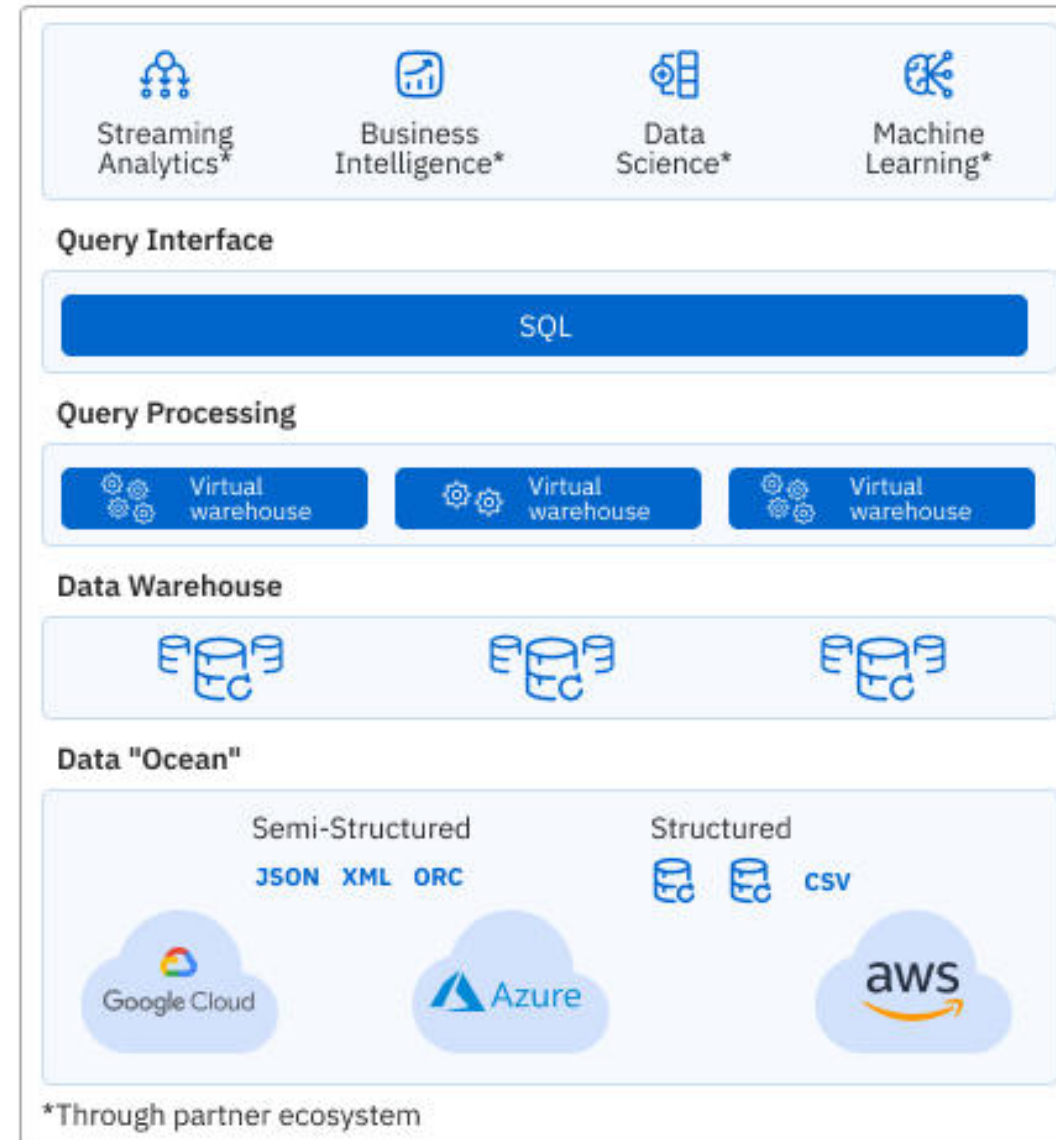 Streaming
Analytics*
Business
Intelligence*
Data
Science*
Machine
Learning*
Query Interface
SQL
Query Processing
Virtual
warehouse
Virtual
warehouse
Virtual
warehouse
Data Warehouse
Data "Ocean"
Semi-Structured
JSON XML ORC
Structured
CSV
Google Cloud
Azure
aws
*Through partner ecosystem